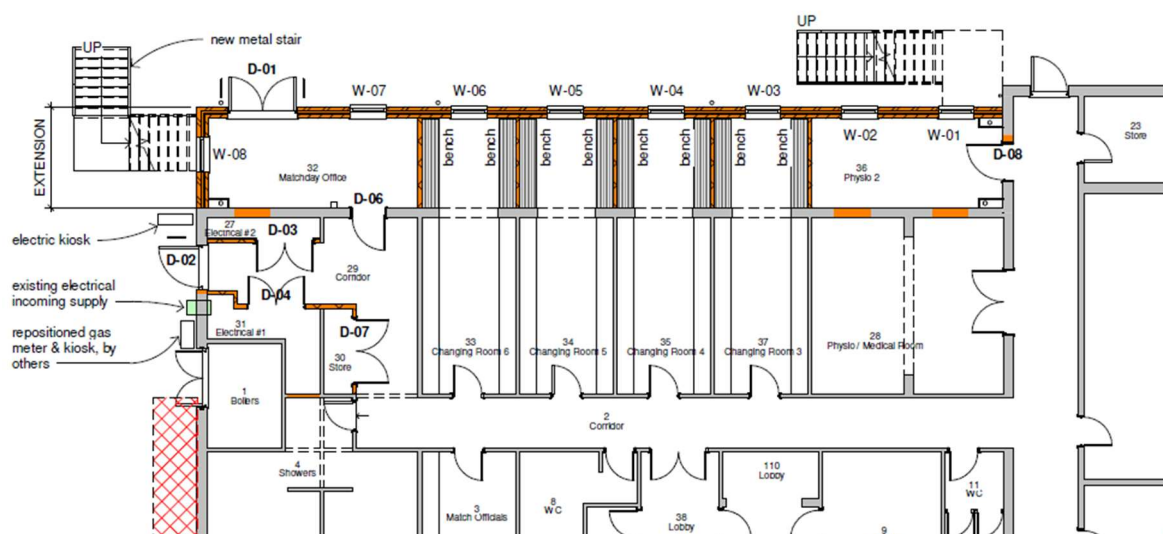 UP
UP
new metal stair
D-01
W-07
W-06
W-05
W-04
W-03
EXTENSION
W-08
bench
bench
bench
bench
bench
bench
bench
bench
W-02
W-01
D-08
23
Store
32
Matchday Office
36
Physio 2
D-06
27
Electrical #2
D-03
electric kiosk
D-02
29
Corridor
existing electrical
incoming supply
D-04
31
Electrical #1
repositioned gas
meter & kiosk, by
others
D-07
30
Store
33
Changing Room 6
34
Changing Room 5
35
Changing Room 4
37
Changing Room 3
28
Physio / Medical Room
1
Boilers
2
Corridor
4
Showers
3
Match Officials
8
WC
110
Lobby
38
Lobby
11
WC
9